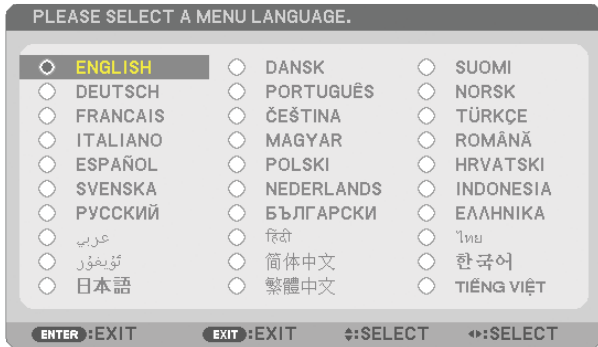 PLEASE SELECT A MENU LANGUAGE.
ENGLISH DANSK SUOMI
DEUTSCH PORTUGUÊS NORSK
FRANCAIS ČEŠTINA TÜRKÇE
ITALIANO MAGYAR ROMÂNĂ
ESPAÑOL POLSKI HRVATSKI
SVENSKA NEDERLANDS INDONESIA
РУССКИЙ БЪЛГАРСКИ ΕΛΛΗΝΙΚΑ
عربي हिंदी ไทย
ئۇيغۇر 简体中文 한국어
日本語 繁體中文 TIẾNG VIỆT
ENTER :EXIT EXIT :EXIT :SELECT :SELECT